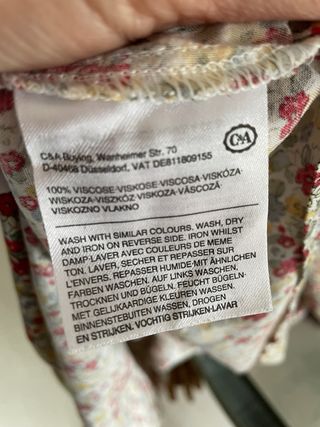 C&A Buying, Wanheimer Str. 70
D-40468 Düsseldorf, VAT DE811809155
C&A
100% VISCOSE-VISKOSE-VISCOSA-VISKÓZA-
WISKOZA-VISZKÓZ VISKOZA-VÂSCOZĂ-
VISKOZNO VLAKNO
WASH WITH SIMILAR COLOURS. WASH, DRY
AND IRON ON REVERSE SIDE. IRON WHILST
DAMP·LAVER AVEC COULEURS DE MEME
TON. LAVER, SECHER ET REPASSER SUR
L'ENVERS. REPASSER HUMIDE·MIT ÄHNLICHEN
FARBEN WASCHEN. AUF LINKS WASCHEN,
TROCKNEN UND BÜGELN. FEUCHT BÜGELN·
MET GELIJKAARDIGE KLEUREN WASSEN.
BINNENSTEBUITEN WASSEN, DROGEN
EN STRIJKEN. VOCHTIG STRIJKEN·LAVAR